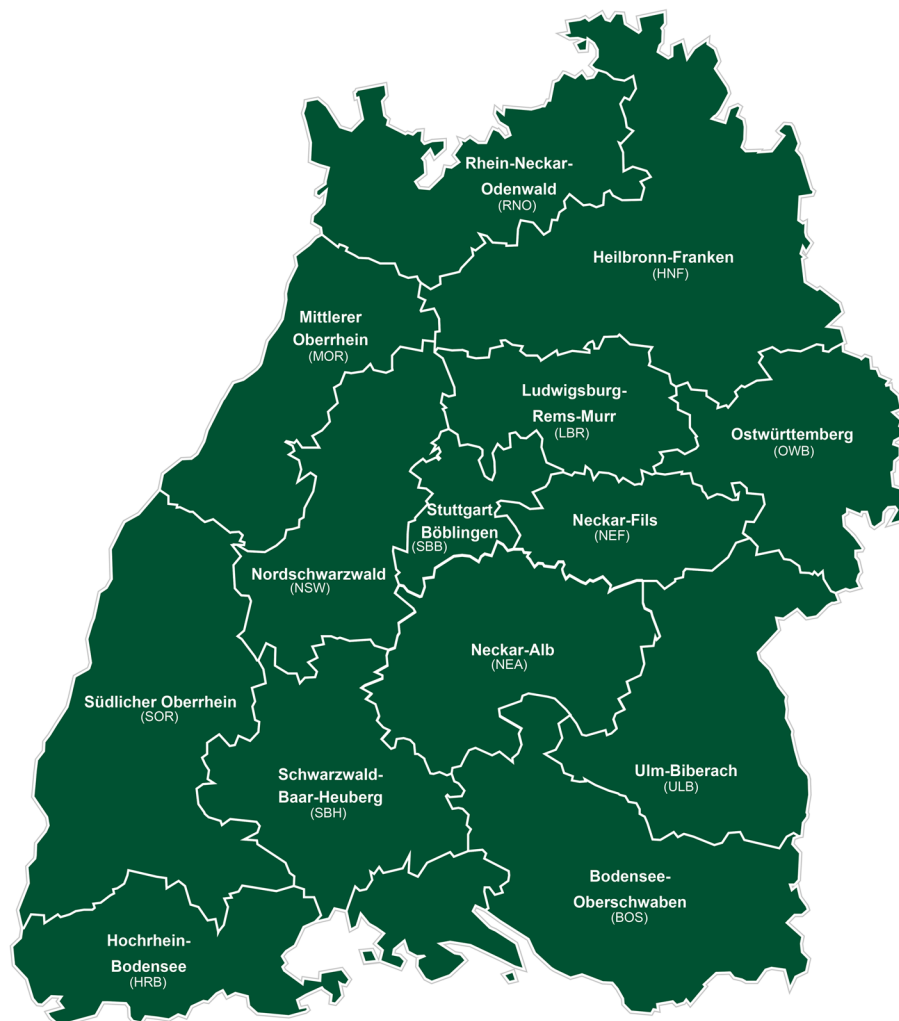 Rhein-Neckar-
Odenwald
(RNO)
Heilbronn-Franken
(HNF)
Mittlerer
Oberrhein
(MOR)
Ludwigsburg-
Rems-Murr
(LBR)
Ostwürttemberg
(OWB)
Stuttgart
Böblingen
(SBB)
Neckar-Fils
(NEF)
Nordschwarzwald
(NSW)
Neckar-Alb
(NEA)
Südlicher Oberrhein
(SOR)
Schwarzwald-
Baar-Heuberg
(SBH)
Ulm-Biberach
(ULB)
Bodensee-
Oberschwaben
(BOS)
Hochrhein-
Bodensee
(HRB)